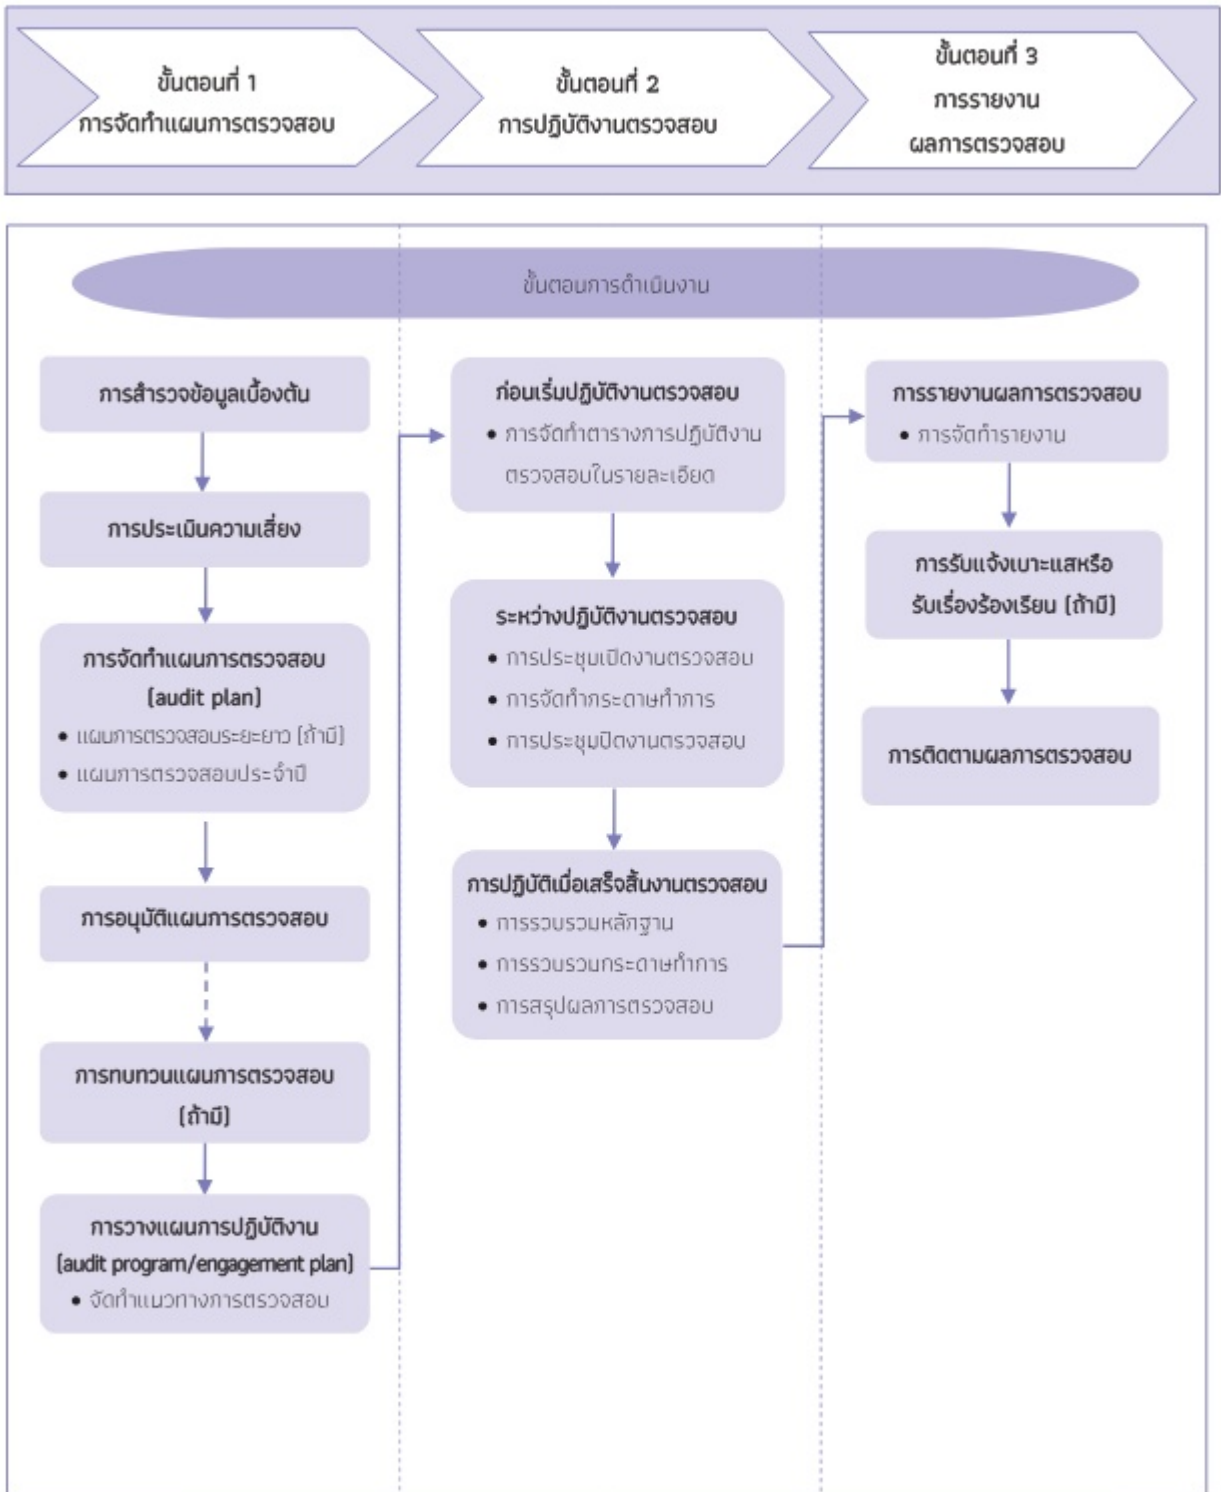 ขั้นตอนที่ 1
การจัดทำแผนการตรวจสอบ
ขั้นตอนที่ 2
การปฏิบัติงานตรวจสอบ
ขั้นตอนที่ 3
การรายงาน
ผลการตรวจสอบ
ขั้นตอนการดำเนินงาน
การสำรวจข้อมูลเบื้องต้น
การประเมินความเสี่ยง
การจัดทำแผนการตรวจสอบ
(audit plan)
• แผนการตรวจสอบระยะยาว (ถ้ามี)
• แผนการตรวจสอบประจำปี
การอนุมัติแผนการตรวจสอบ
การทบทวนแผนการตรวจสอบ
(ถ้ามี)
การวางแผนการปฏิบัติงาน
(audit program/engagement plan)
• จัดทำแนวทางการตรวจสอบ
ก่อนเริ่มปฏิบัติงานตรวจสอบ
• การจัดทำตารางการปฏิบัติงาน
ตรวจสอบในรายละเอียด
ระหว่างปฏิบัติงานตรวจสอบ
• การประชุมเปิดงานตรวจสอบ
• การจัดทำกระดาษทำการ
• การประชุมปิดงานตรวจสอบ
การปฏิบัติเมื่อเสร็จสิ้นงานตรวจสอบ
• การรวบรวมหลักฐาน
• การรวบรวนกระดาษทำการ
• การสรุปผลการตรวจสอบ
การรายงานผลการตรวจสอบ
• การจัดทำรายงาน
การรับแจ้งเบาะแสหรือ
รับเรื่องร้องเรียน (ถ้ามี)
การติดตามผลการตรวจสอบ